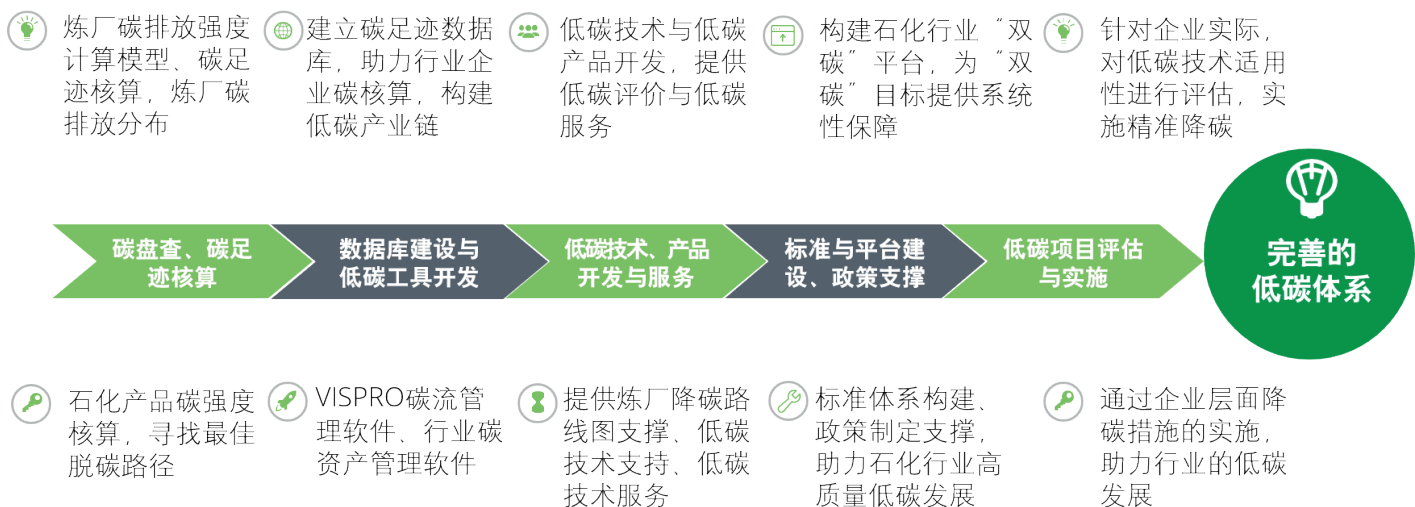 炼厂碳排放强度
计算模型、碳足
迹核算，炼厂碳
排放分布
建立碳足迹数据
库，助力行业企
业碳核算，构建
低碳产业链
低碳技术与低碳
产品开发，提供
低碳评价与低碳
服务
构建石化行业“双
碳”平台，为“双
碳”目标提供系统
性保障
针对企业实际，
对低碳技术适用
性进行评估，实
施精准降碳
碳盘查、碳足
迹核算
数据库建设与
低碳工具开发
低碳技术、产品
开发与服务
标准与平台建
设、政策支撑
低碳项目评估
与实施
完善的
低碳体系
石化产品碳强度
核算，寻找最佳
脱碳路径
VISPRO碳流管
理软件、行业碳
资产管理软件
提供炼厂降碳路
线图支撑、低碳
技术支持、低碳
技术服务
标准体系构建、
政策制定支撑，
助力石化行业高
质量低碳发展
通过企业层面降
碳措施的实施，
助力行业的低碳
发展